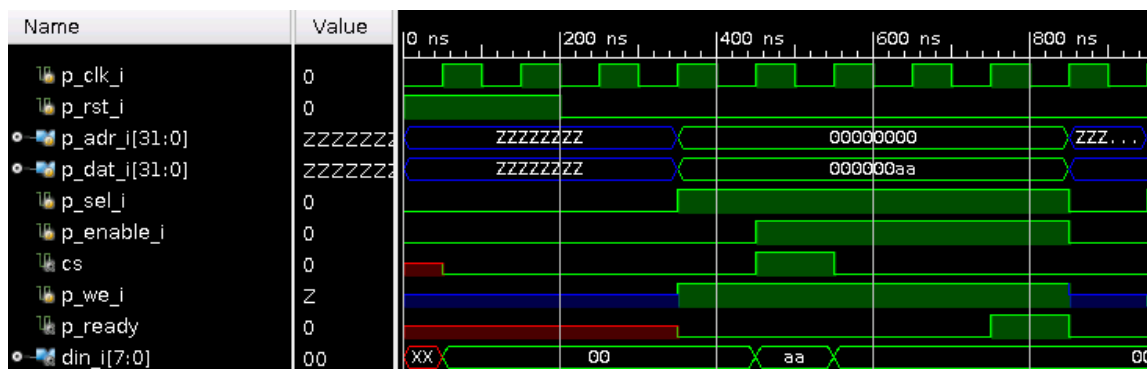 Name Value
0 ns 200 ns 400 ns 600 ns 800 ns
p_clk_i 0
p_rst_i 0
p_adr_i[31:0] ZZZZZZZ ZZZZZZZZ 00000000 ZZZ...
p_dat_i[31:0] ZZZZZZZ ZZZZZZZZ 000000aa
p_sel_i 0
p_enable_i 0
cs 0
p_we_i Z
p_ready 0
din_i[7:0] 00 XX 00 aa 00